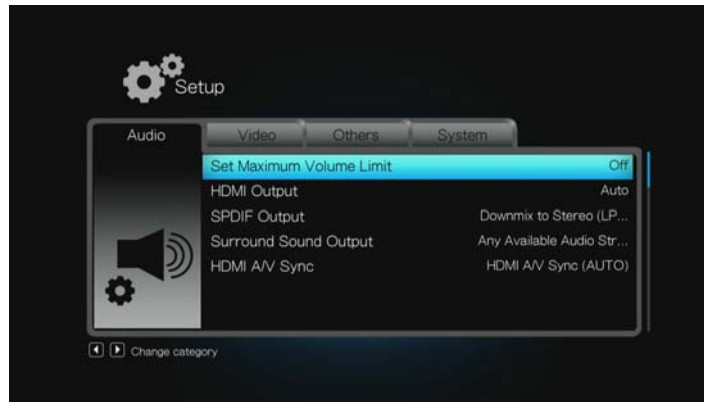 Setup
Audio Video Others System
Set Maximum Volume Limit Off
HDMI Output Auto
SPDIF Output Downmix to Stereo (LP...
Surround Sound Output Any Available Audio Str...
HDMI A/V Sync HDMI A/V Sync (AUTO)
Change category